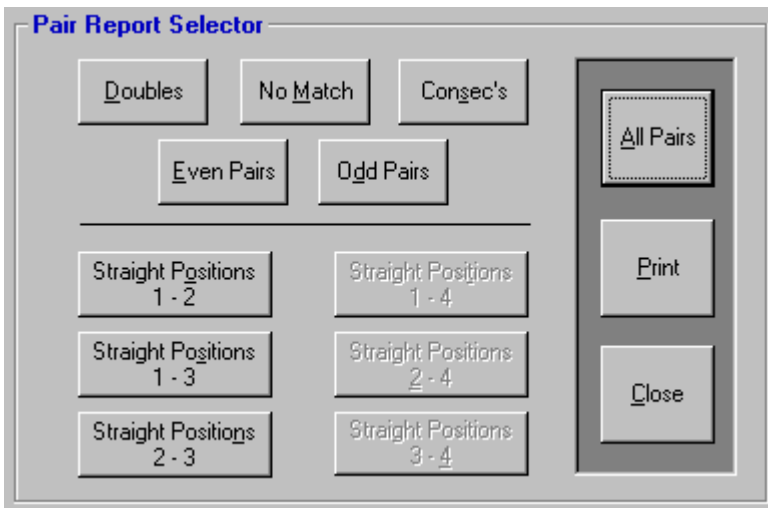 Pair Report Selector
Doubles
No Match
Consec's
Even Pairs
Odd Pairs
Straight Positions
1 - 2
Straight Positions
1 - 4
Straight Positions
1 - 3
Straight Positions
2 - 4
Straight Positions
2 - 3
Straight Positions
3 - 4
All Pairs
Print
Close